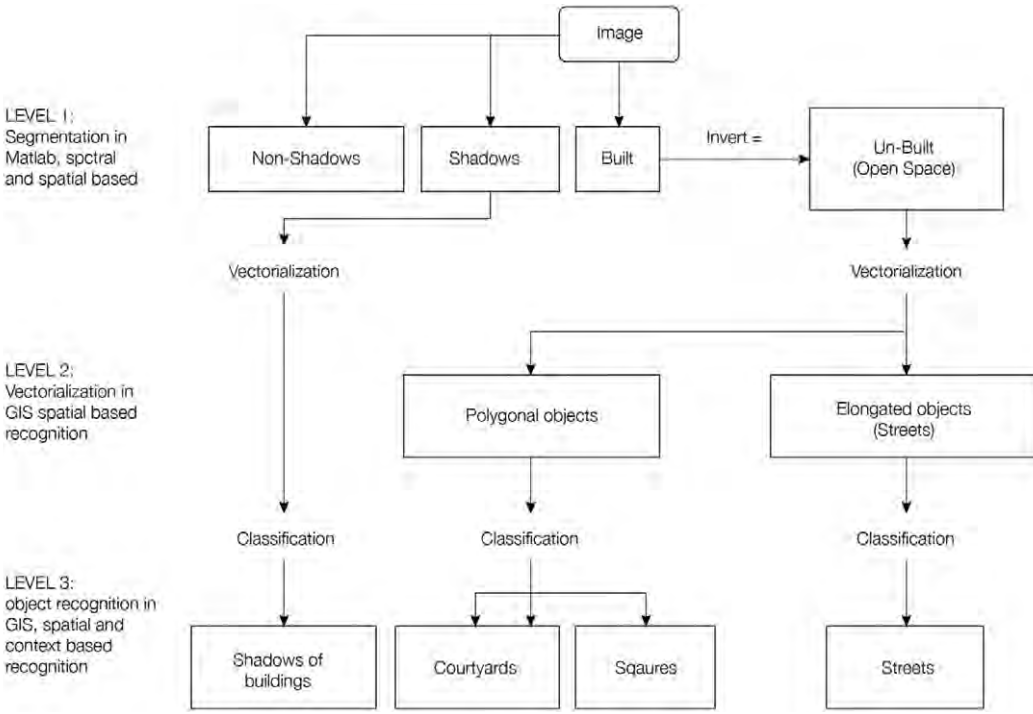 Image
LEVEL 1:
Segmentation in
Matlab, spctral
and spatial based
Non-Shadows
Shadows
Built
Invert =
Un-Built
(Open Space)
Vectorialization
Vectorialization
LEVEL 2:
Vectorialization in
GIS spatial based
recognition
Polygonal objects
Elongated objects
(Streets)
Classification
Classification
Classification
LEVEL 3:
object recognition in
GIS, spatial and
context based
recognition
Shadows of
buildings
Courtyards
Sqaures
Streets